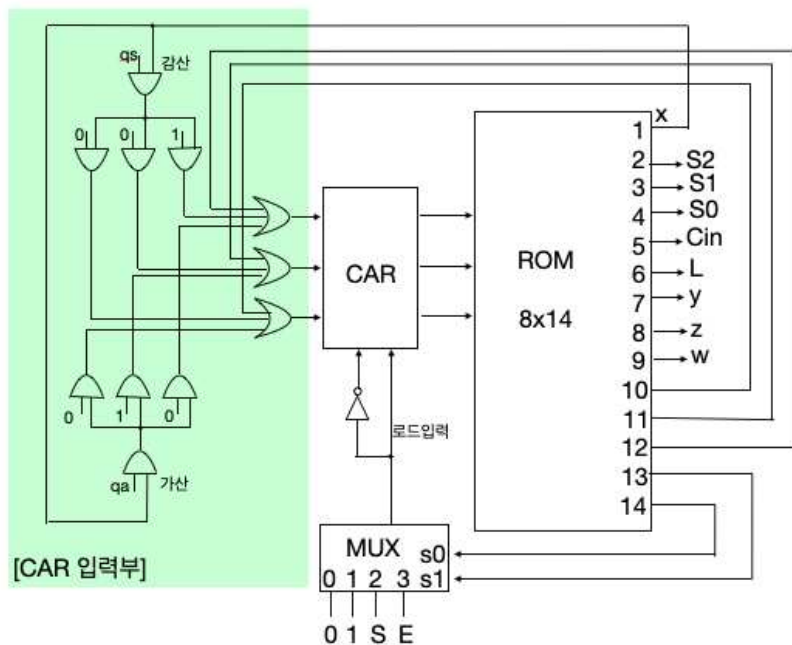 qs 감산
0 0 1
CAR
ROM
8x14
x
1
2 S2
3 S1
4 S0
5 Cin
6 L
7 y
8 z
9 w
10
11
12
13
14
0 1 0
qa 가산
로드입력
[CAR 입력부]
MUX s0
0 1 2 3 s1
0 1 S E